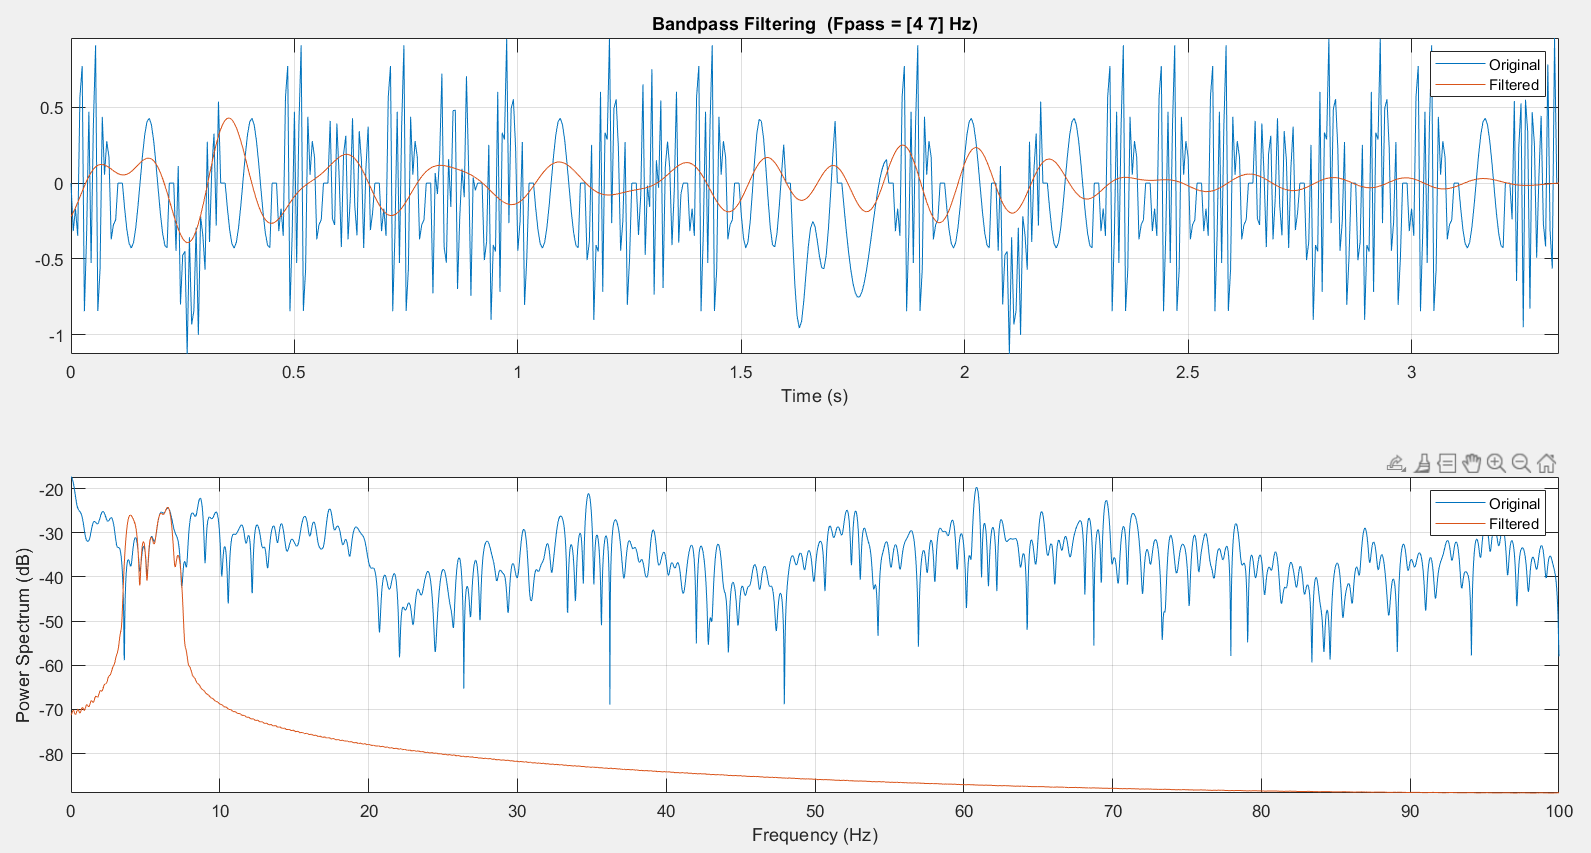 Bandpass Filtering (Fpass = [4 7] Hz)
Original
Filtered
0.5
0
-0.5
-1
0 0.5 1 1.5 2 2.5 3
Time (s)
Original
Filtered
Power Spectrum (dB)
-20
-30
-40
-50
-60
-70
-80
0 10 20 30 40 50 60 70 80 90 100
Frequency (Hz)